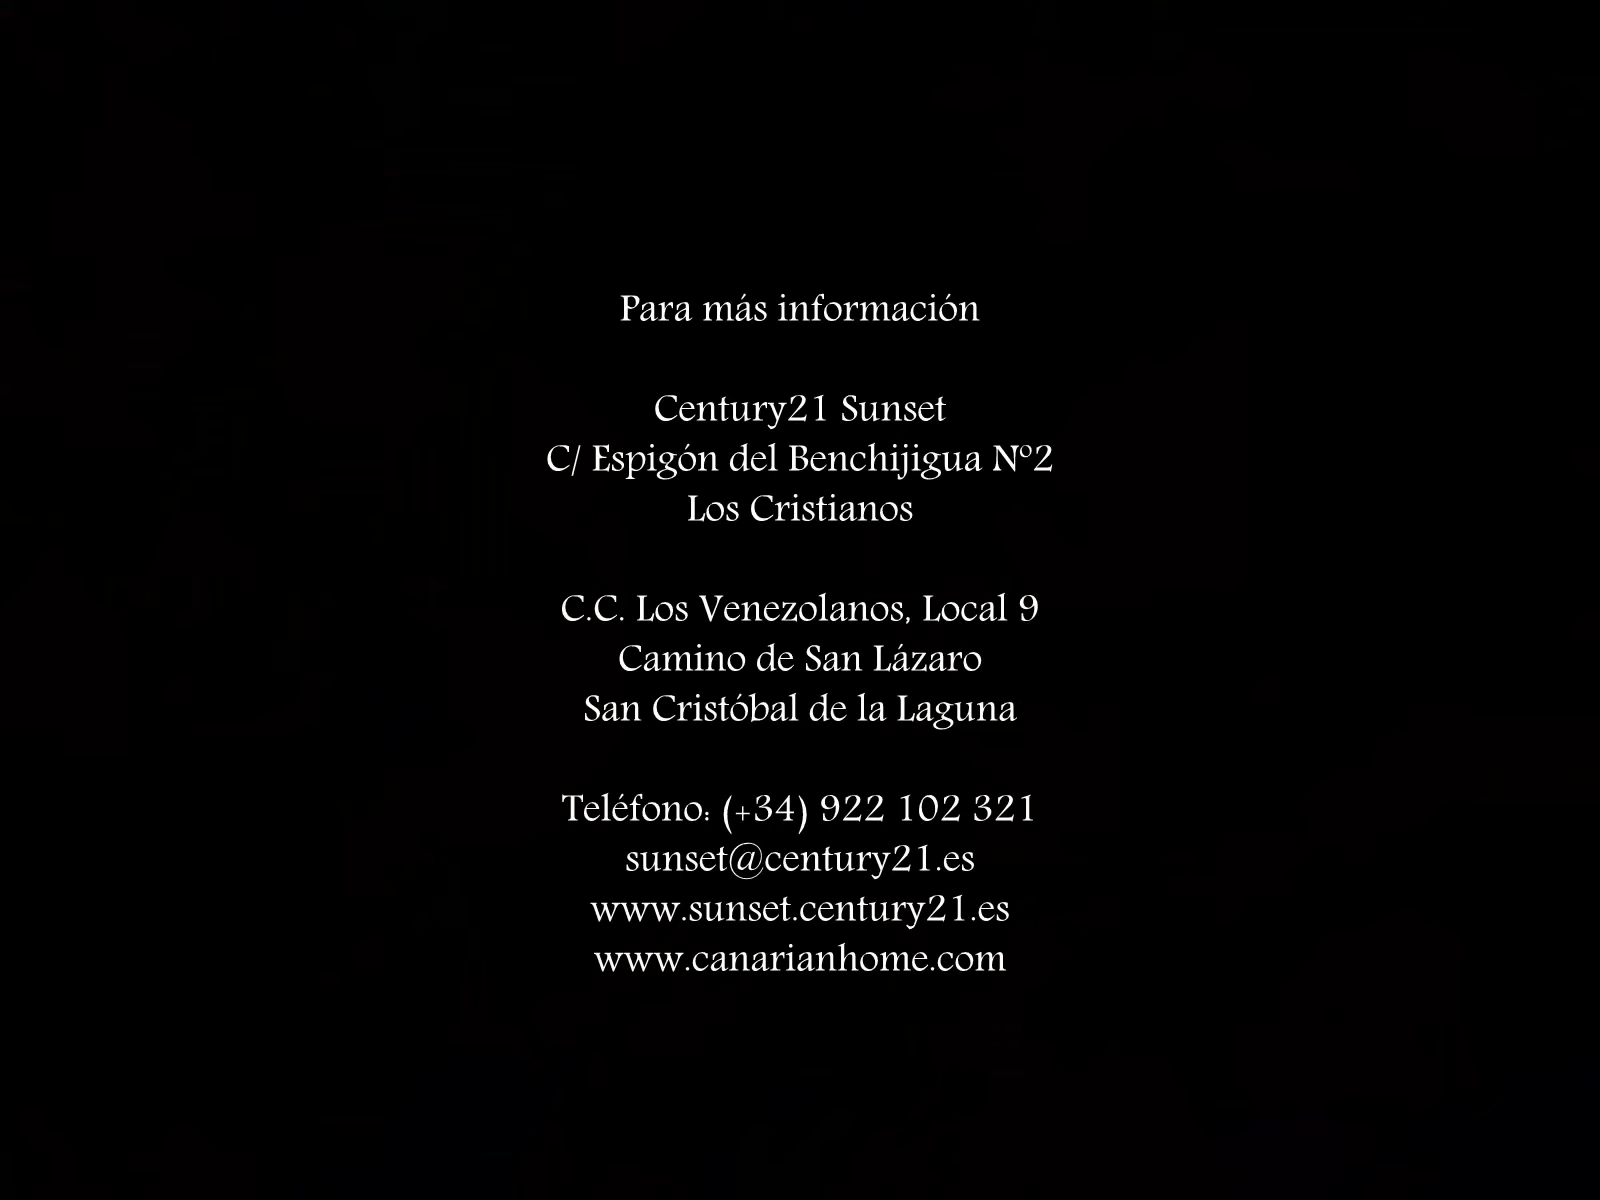 Para más información
Century21 Sunset
C/ Espigón del Benchijigua Nº2
Los Cristianos
C.C. Los Venezolanos, Local 9
Camino de San Lázaro
San Cristóbal de la Laguna
Teléfono: (+34) 922 102 321
sunset@century21.es
www.sunset.century21.es
www.canarianhome.com